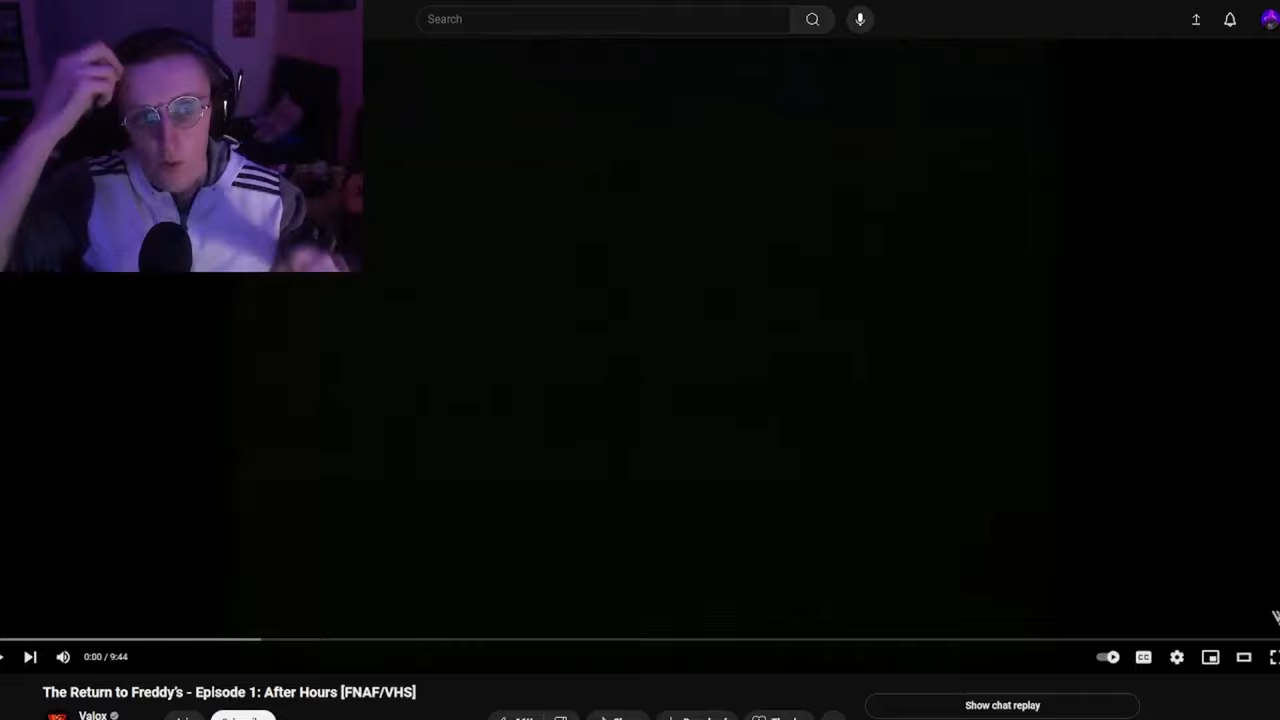 Search
0:00 / 9:44
CC
The Return to Freddy's - Episode 1: After Hours [FNAF/VHS]
Valox
Show chat replay